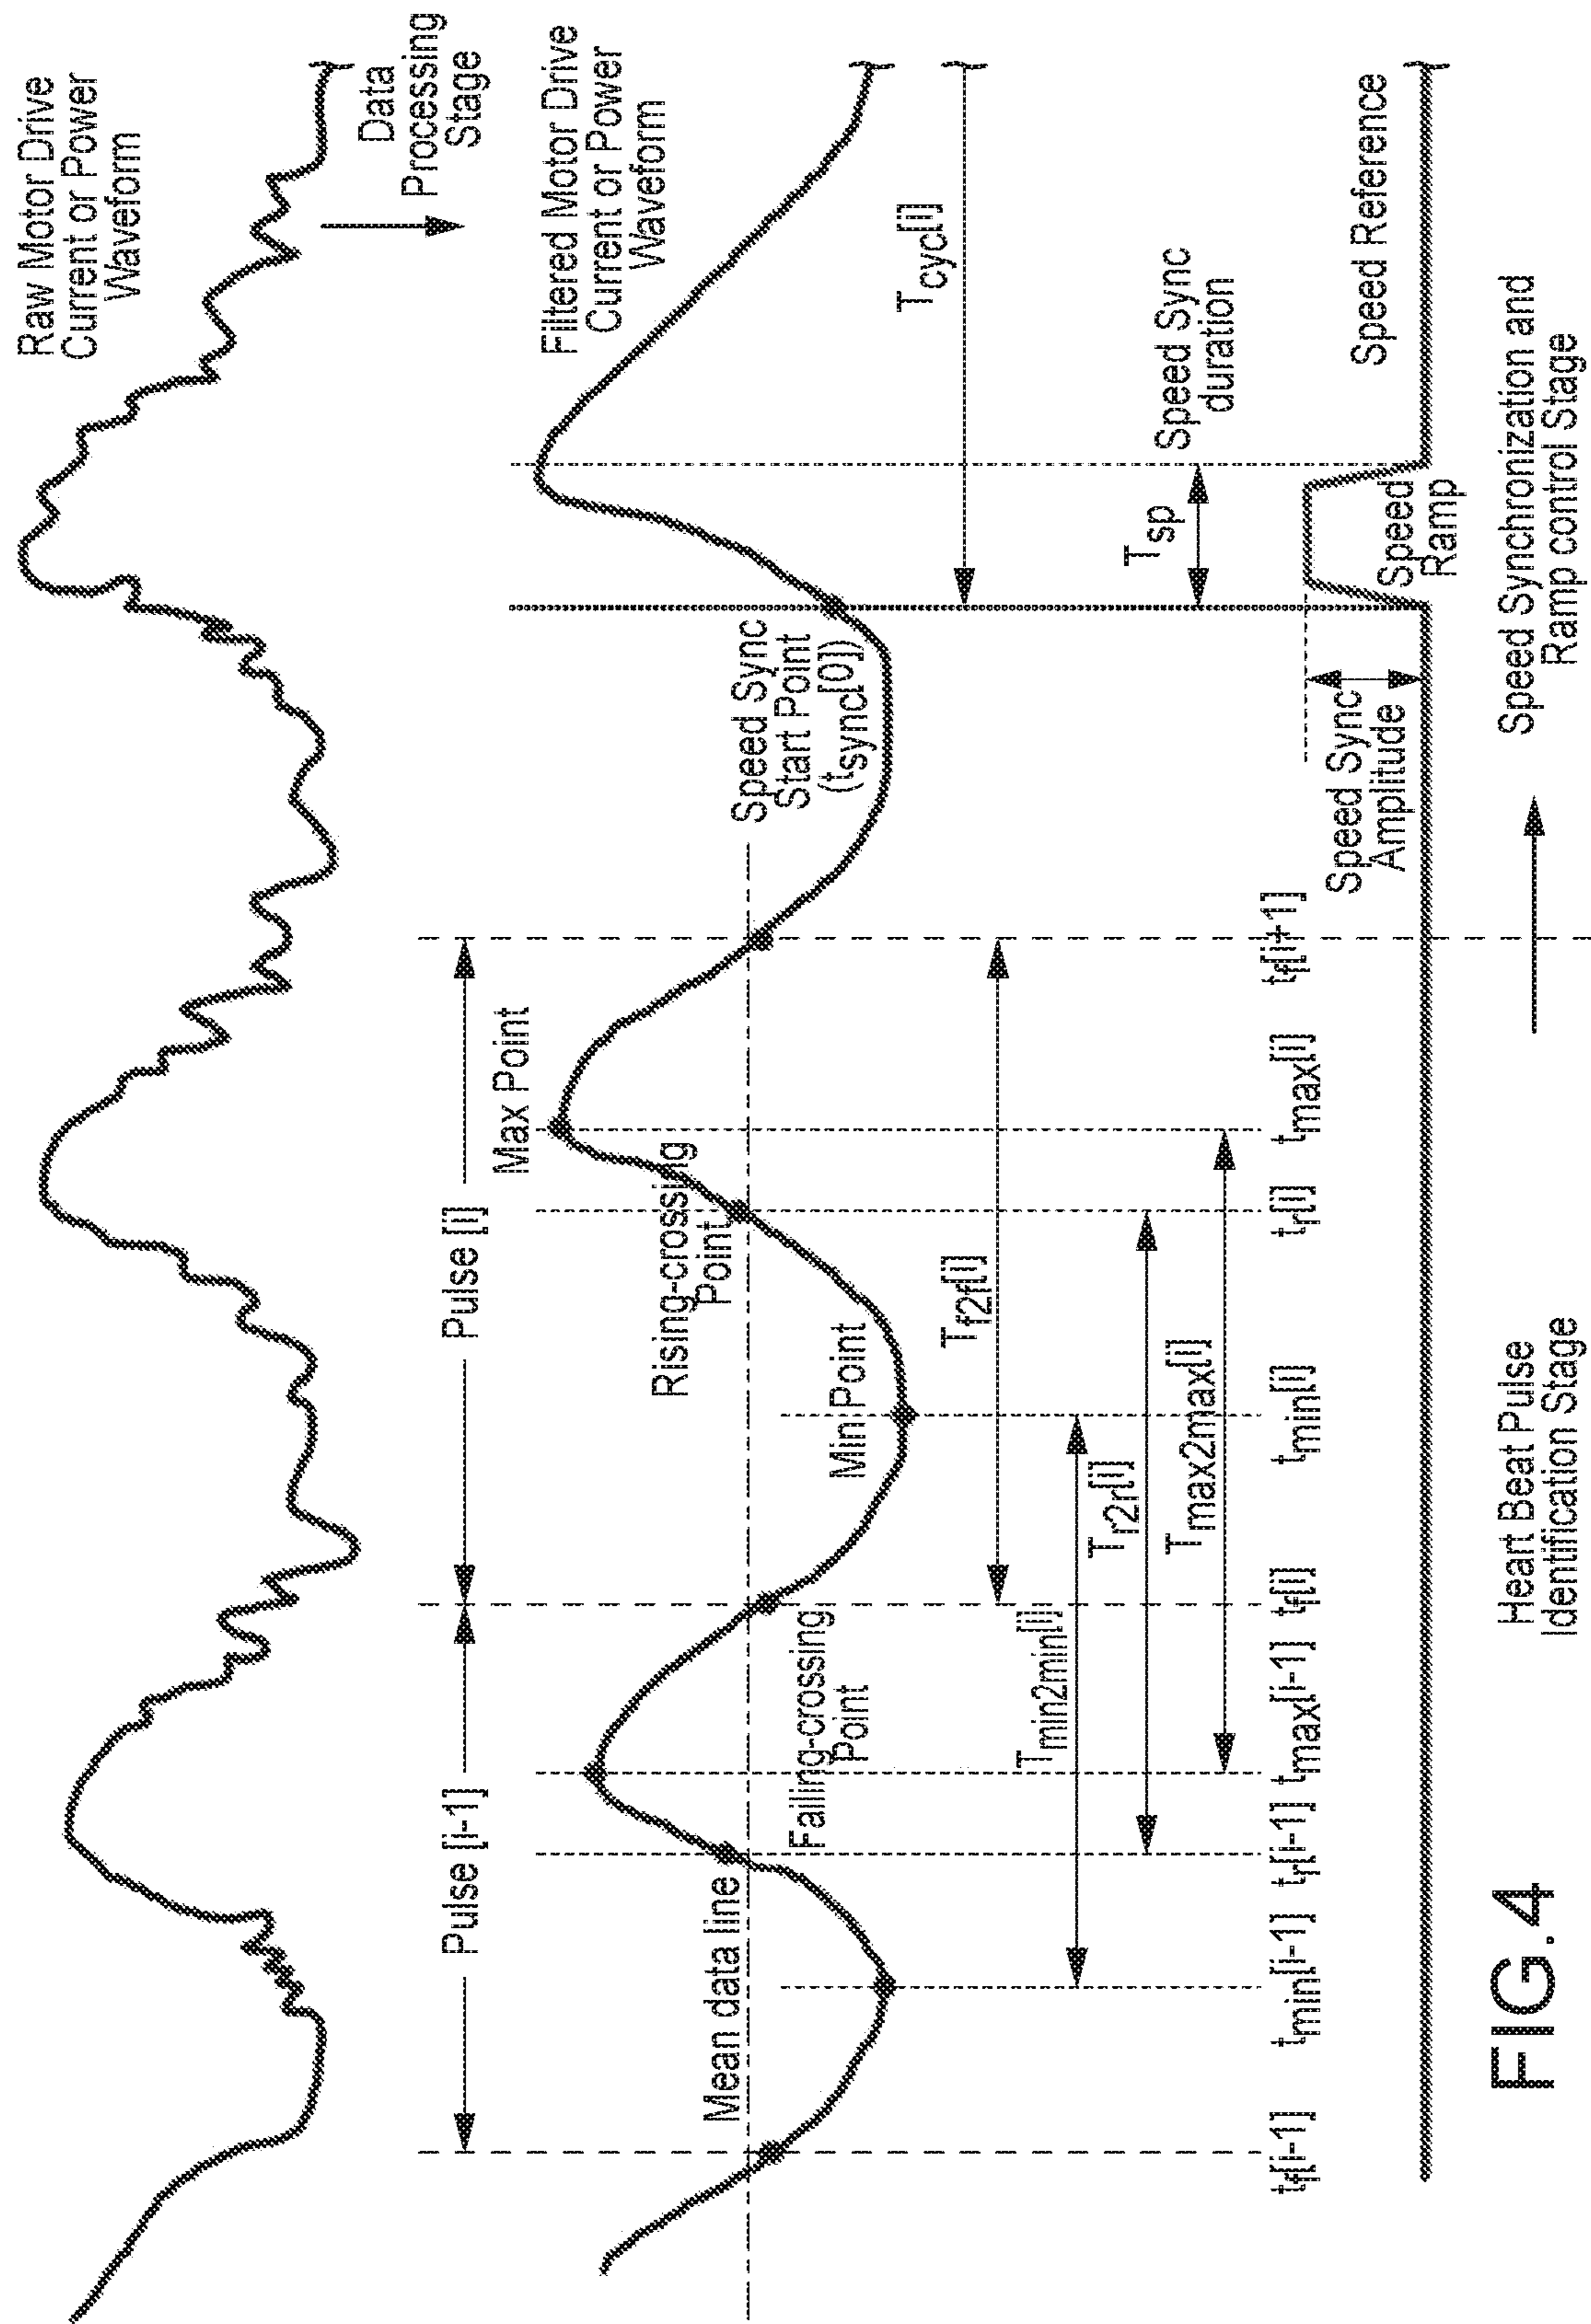 Raw Motor Drive
Current or Power
Waveform
Data
Processing
Stage
Pulse [i-1]
Pulse [i]
Filtered Motor Drive
Current or Power
Waveform
Max Point
Mean data line
Rising-crossing
Point
Speed Sync
Start Point
(tsync[0])
Failing-crossing
Point
Min Point
Tcyc[i]
Tf2f[i]
Tmin2min[i]
Tr2r[i]
Tmax2max[i]
Tsp
Speed Sync
duration
tf[i-1]
tmin[i-1]
tr[i-1]
tmax[i-1]
tf[i]
tmin[i]
tr[i]
tmax[i]
tf[i+1]
Speed Sync
Amplitude
Speed
Ramp
Speed Reference
Heart Beat Pulse
Identification Stage
Speed Synchronization and
Ramp control Stage
FIG.4